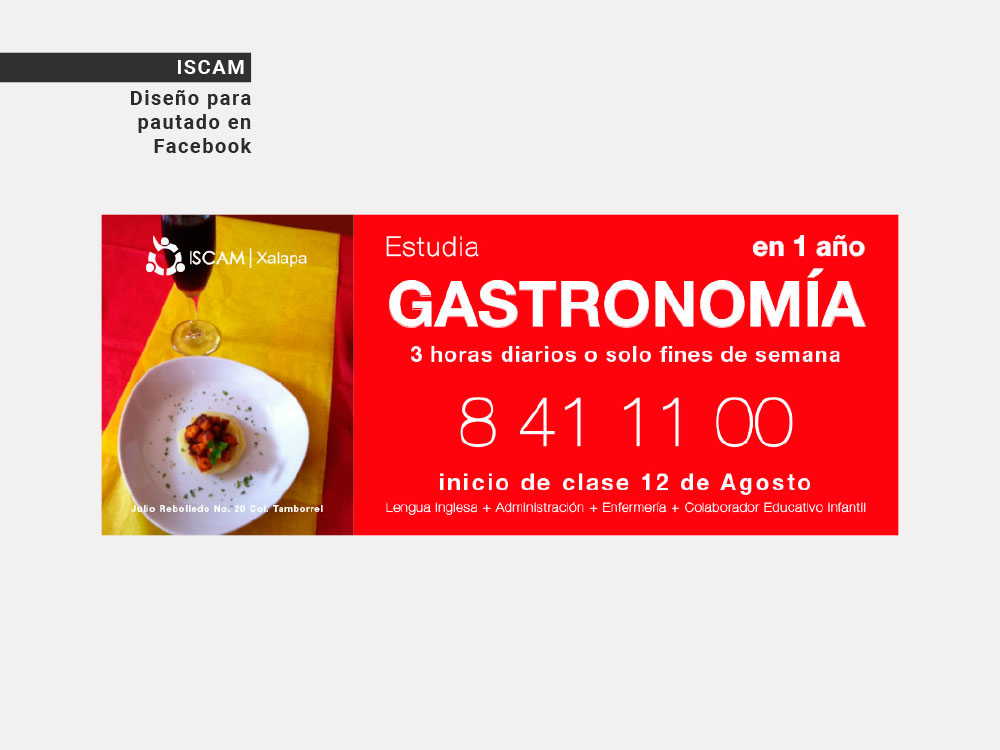 ISCAM
Diseño para
pautado en
Facebook
ISCAM | Xalapa
Julio Rebolledo No. 20 Col. Tamborrel
Estudia en 1 año
GASTRONOMÍA
3 horas diarios o solo fines de semana
8 41 11 00
inicio de clase 12 de Agosto
Lengua Inglesa + Administración + Enfermería + Colaborador Educativo Infantil